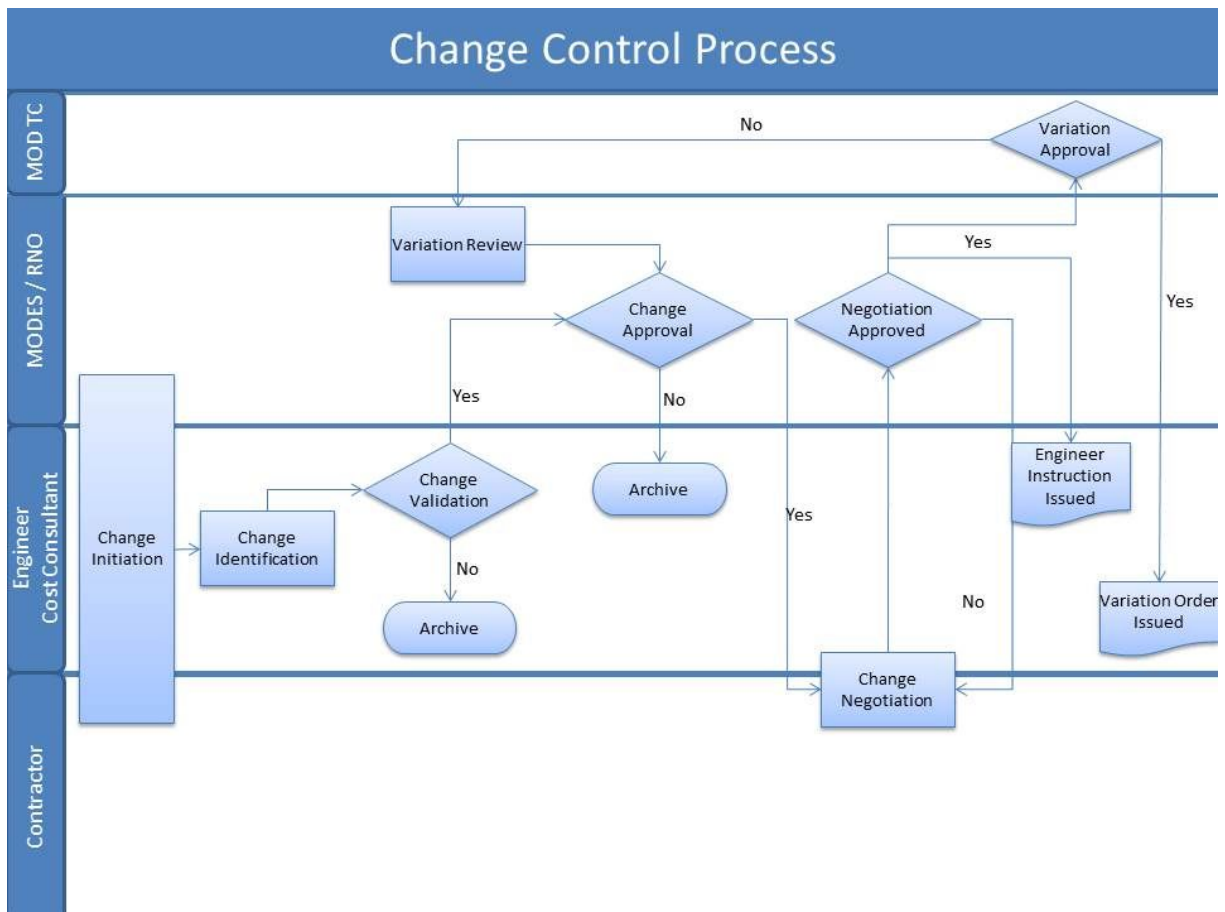 Change Control Process
MOD TC
No
Variation
Approval
MODES / RNO
Variation Review
Yes
Change
Approval
Negotiation
Approved
Yes
Yes
No
Engineer
Cost Consultant
Change
Initiation
Change
Identification
Change
Validation
No
Archive
Archive
Yes
Engineer
Instruction
Issued
No
Variation Order
Issued
Contractor
Change
Negotiation